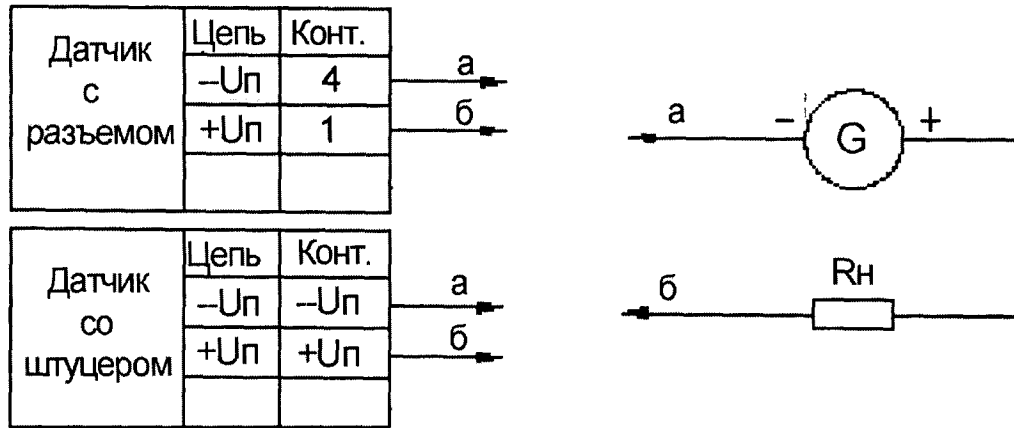 Датчик
с
разъемом
Цепь Конт.
–Uп 4
+Uп 1
а
б
Датчик
со
штуцером
Цепь Конт.
–Uп –Uп
+Uп +Uп
а
б
а – G +
б Rн